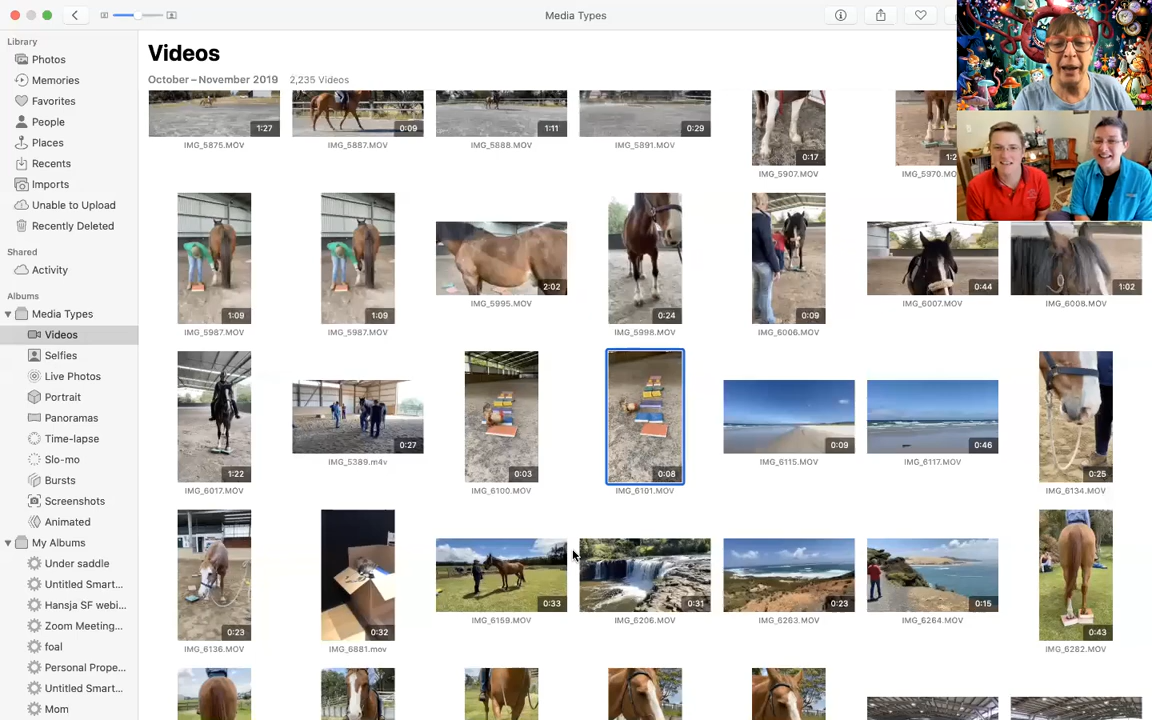 Media Types
Library
Photos
Memories
Favorites
People
Places
Recents
Imports
Unable to Upload
Recently Deleted
Shared
Activity
Albums
Media Types
Videos
Selfies
Live Photos
Portrait
Panoramas
Time-lapse
Slo-mo
Bursts
Screenshots
Animated
My Albums
Under saddle
Untitled Smart...
Hansja SF webi...
Zoom Meeting...
foal
Personal Prope...
Untitled Smart...
Mom
Videos
October – November 2019 2,235 Videos
1:27 0:09 1:11 0:29 0:17 1:2
IMG_5875.MOV IMG_5887.MOV IMG_5888.MOV IMG_5891.MOV
IMG_5907.MOV IMG_5970.MOV
1:09 1:09 2:02 0:24 0:09 0:44 1:02
IMG_5987.MOV IMG_5987.MOV IMG_5995.MOV IMG_5998.MOV IMG_6006.MOV IMG_6007.MOV IMG_6008.MOV
1:22 0:27 0:03 0:08 0:09 0:46 0:25
IMG_6017.MOV IMG_5389.m4v IMG_6100.MOV IMG_6101.MOV IMG_6115.MOV IMG_6117.MOV IMG_6134.MOV
0:23 0:32 0:33 0:31 0:23 0:15 0:43
IMG_6136.MOV IMG_6881.mov IMG_6159.MOV IMG_6206.MOV IMG_6263.MOV IMG_6264.MOV IMG_6282.MOV